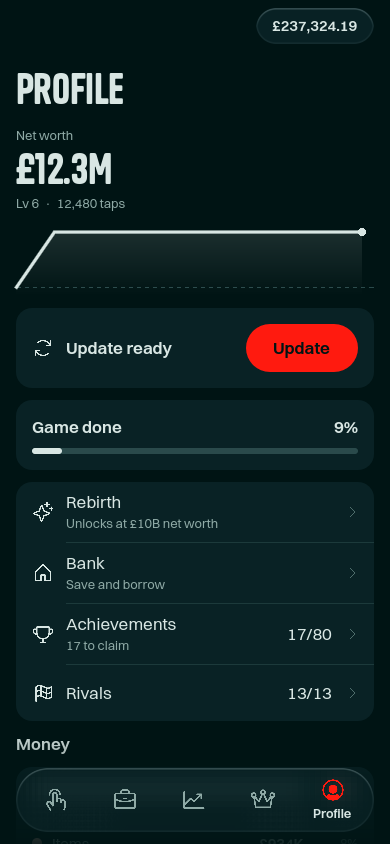 £237,324.19
PROFILE
Net worth
£12.3M
Lv 6 · 12,480 taps
Update ready
Update
Game done
9%
Rebirth
Unlocks at £10B net worth
Bank
Save and borrow
Achievements
17 to claim
17/80
Rivals
13/13
Money
Profile